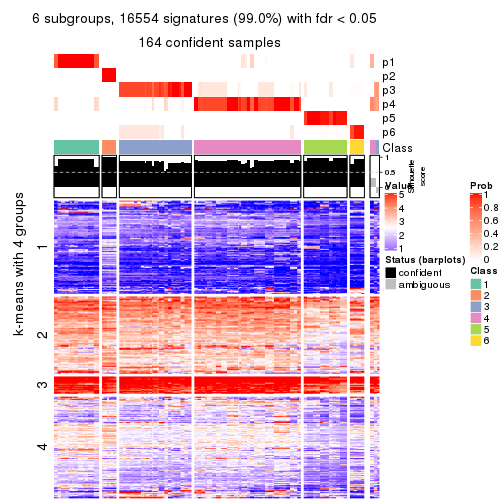 6 subgroups, 16554 signatures (99.0%) with fdr < 0.05
164 confident samples
p1
p2
p3
p4
p5
p6
Class
1
0.5
0
Silhouette
score
k-means with 4 groups
1
2
3
4
Value
5
4
3
2
1
Status (barplots)
confident
ambiguous
Prob
1
0.8
0.6
0.4
0.2
0
Class
1
2
3
4
5
6